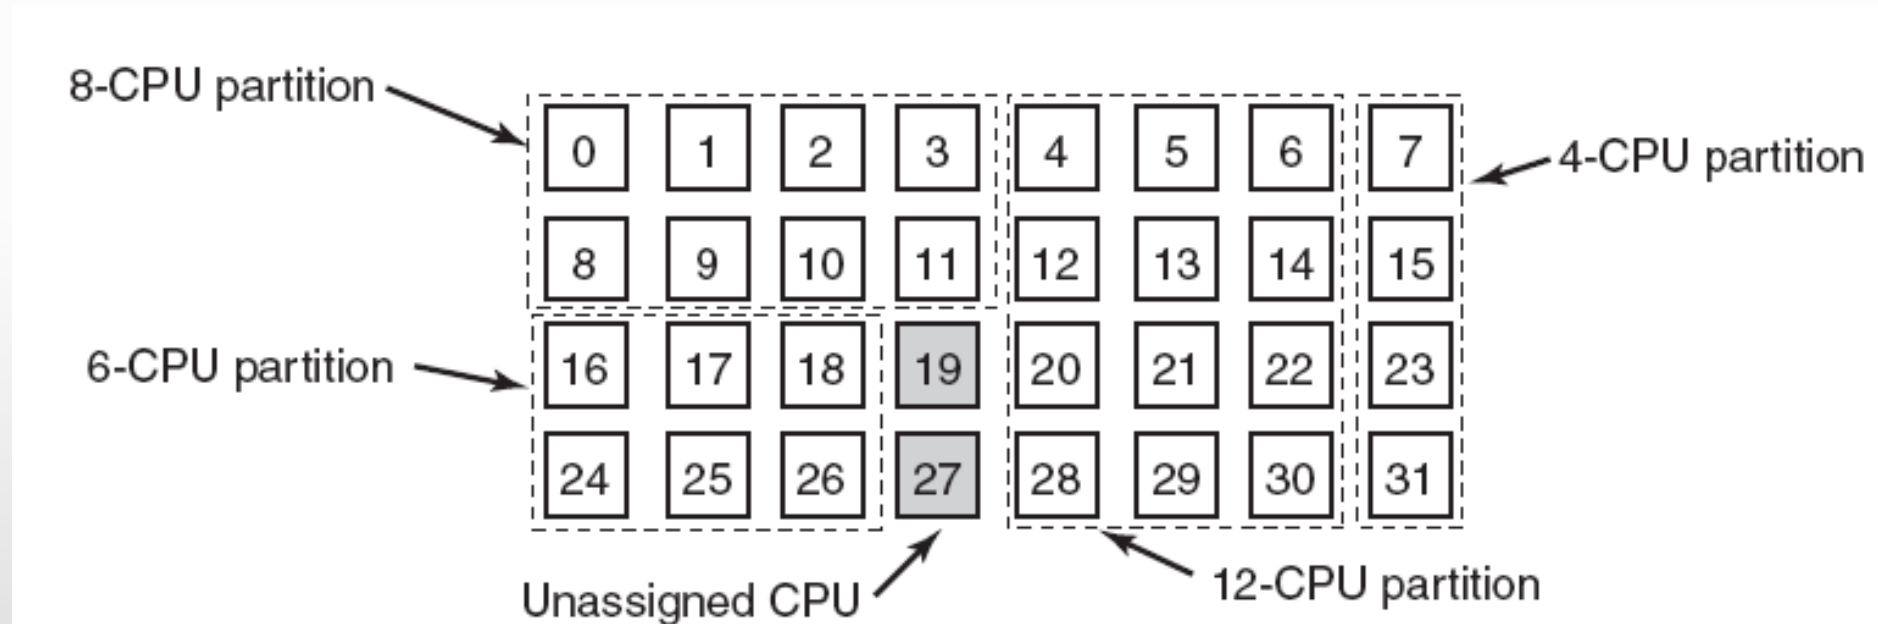 8-CPU partition
0 1 2 3 4 5 6 7
4-CPU partition
8 9 10 11 12 13 14 15
6-CPU partition
16 17 18 19 20 21 22 23
24 25 26 27 28 29 30 31
Unassigned CPU
12-CPU partition